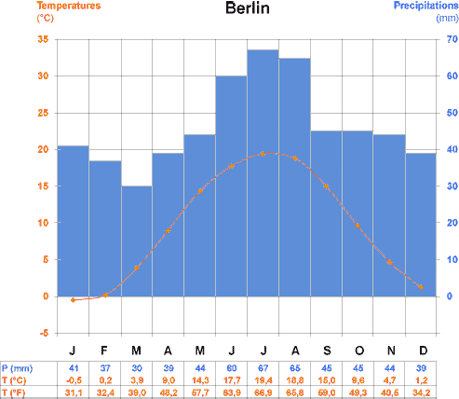 Temperatures Berlin Precipitations
(°C) (mm)
35 70
30 60
25 50
20 40
15 30
10 20
5 10
0 0
-5
J F M A M J J A S O N D
P (mm) 41 37 30 39 44 60 67 65 45 45 44 39
T (°C) -0,5 0,2 3,9 9,0 14,3 17,7 19,4 18,8 15,0 9,6 4,7 1,2
T (°F) 31,1 32,4 39,0 48,2 57,7 63,9 66,9 65,8 59,0 49,3 40,5 34,2